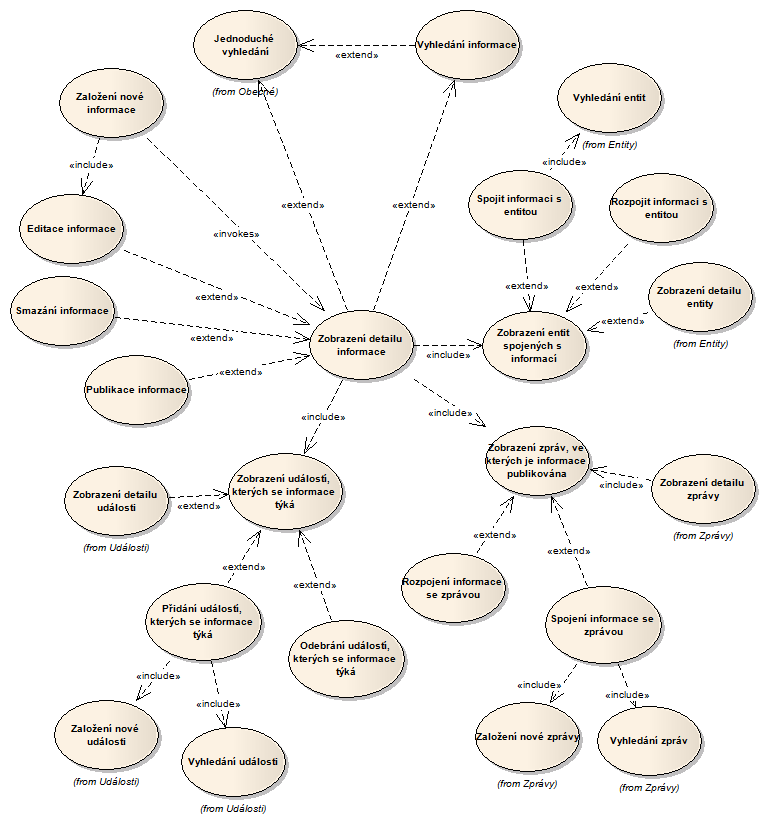 Jednoduché
vyhledání
(from Obecné)
«extend»
Vyhledání informace
Založení nové
informace
Vyhledání entit
(from Entity)
«include»
«include»
Spojit informaci s
entitou
Rozpojit informaci s
entitou
«extend»
«extend»
Editace informace
«invokes»
«extend»
«extend»
Zobrazení detailu
entity
(from Entity)
«extend»
«extend»
Smazání informace
«extend»
Zobrazení detailu
informace
«include»
Zobrazení entit
spojených s
informací
Publikace informace
«extend»
«include»
«include»
Zobrazení zpráv, ve
kterých je informace
publikována
Zobrazení detailu
zprávy
(from Zprávy)
«include»
Zobrazení událostí,
kterých se informace
týká
Zobrazení detailu
události
(from Události)
«extend»
«extend»
«extend»
«extend»
«extend»
Rozpojení informace
se zprávou
Přidání události,
kterých se informace
týká
Odebrání události,
kterých se informace
týká
Spojení informace se
zprávou
«include»
«include»
«include»
«include»
Založení nové
události
(from Události)
Vyhledání události
(from Události)
Založení nové zprávy
(from Zprávy)
Vyhledání zpráv
(from Zprávy)